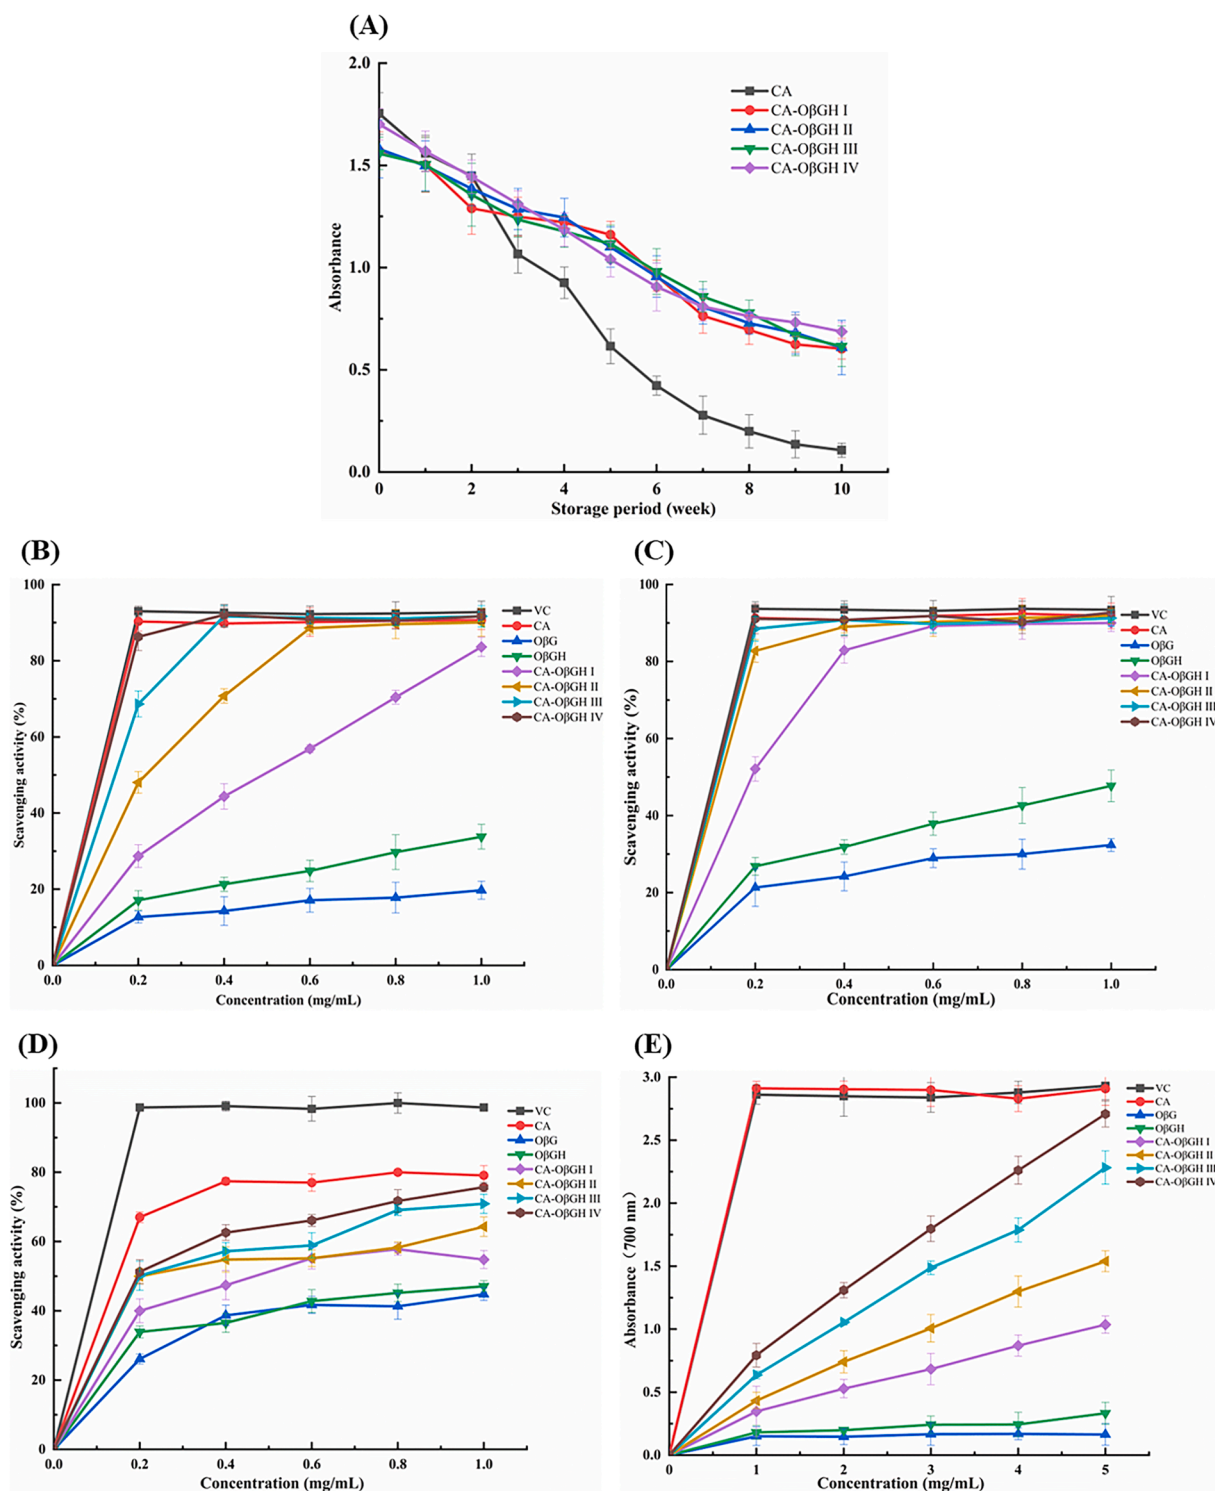 (A)
2.0
1.5
1.0
0.5
0.0
Absorbance
0 2 4 6 8 10
Storage period (week)
CA
CA-OβGH I
CA-OβGH II
CA-OβGH III
CA-OβGH IV
(B)
100
80
60
40
20
0
Scavenging activity (%)
0.0 0.2 0.4 0.6 0.8 1.0
Concentration (mg/mL)
VC
CA
OβG
OβGH
CA-OβGH I
CA-OβGH II
CA-OβGH III
CA-OβGH IV
(C)
100
80
60
40
20
0
Scavenging activity (%)
0.0 0.2 0.4 0.6 0.8 1.0
Concentration (mg/mL)
VC
CA
OβG
OβGH
CA-OβGH I
CA-OβGH II
CA-OβGH III
CA-OβGH IV
(D)
100
80
60
40
20
0
Scavenging activity (%)
0.0 0.2 0.4 0.6 0.8 1.0
Concentration (mg/mL)
VC
CA
OβG
OβGH
CA-OβGH I
CA-OβGH II
CA-OβGH III
CA-OβGH IV
(E)
3.0
2.5
2.0
1.5
1.0
0.5
0.0
Absorbance（700 nm）
0 1 2 3 4 5
Concentration (mg/mL)
VC
CA
OβG
OβGH
CA-OβGH I
CA-OβGH II
CA-OβGH III
CA-OβGH IV